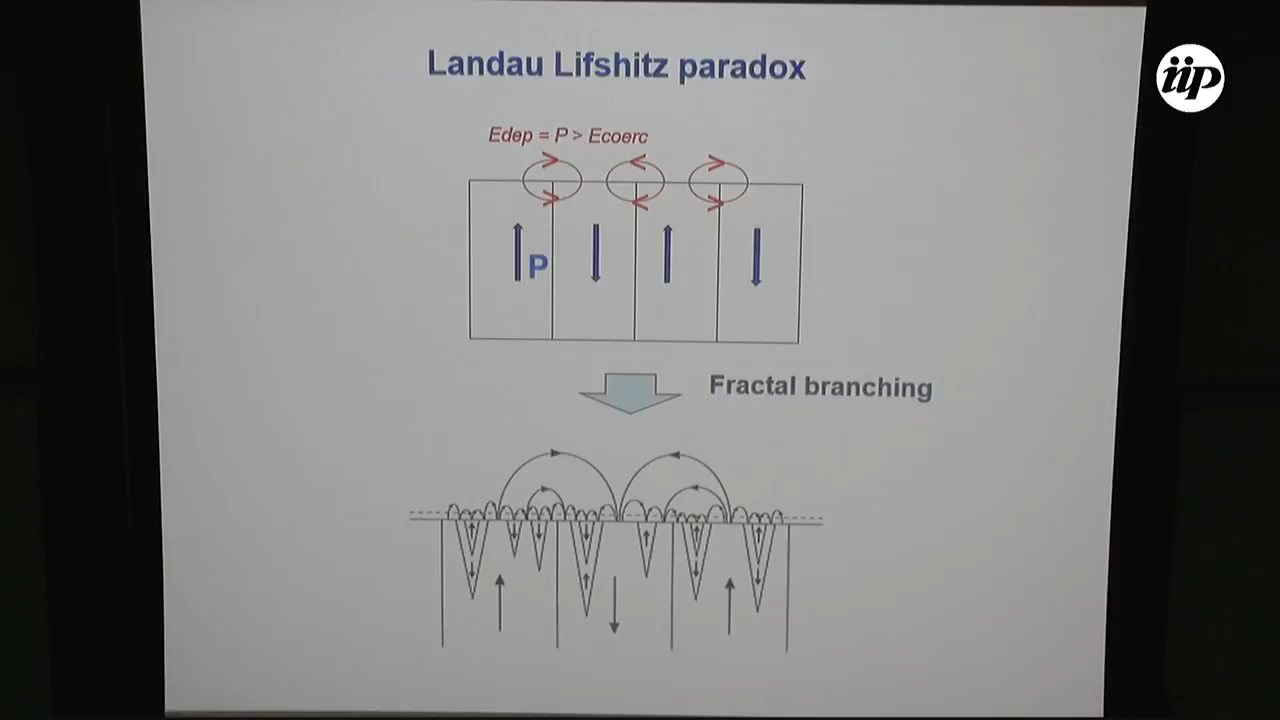 Landau Lifshitz paradox
iip
Edep = P > Ecoerc
P
Fractal branching